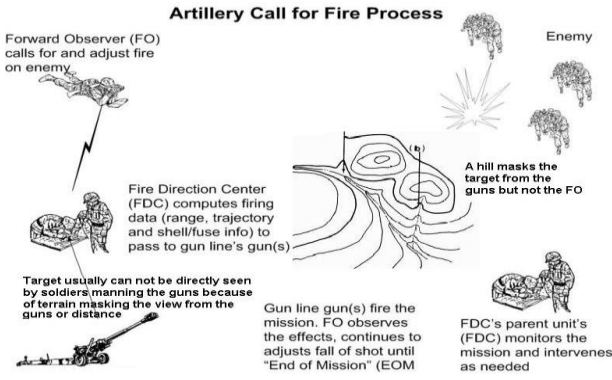 Artillery Call for Fire Process
Forward Observer (FO)
calls for and adjust fire
on enemy
Enemy
A hill masks the
target from the
guns but not the FO
Fire Direction Center
(FDC) computes firing
data (range, trajectory
and shell/fuse info) to
pass to gun line's gun(s)
Target usually can not be directly seen
by soldiers manning the guns because
of terrain masking the view from the
guns or distance
Gun line gun(s) fire the
mission. FO observes
the effects, continues to
adjusts fall of shot until
“End of Mission” (EOM
FDC's parent unit's
(FDC) monitors the
mission and intervenes
as needed